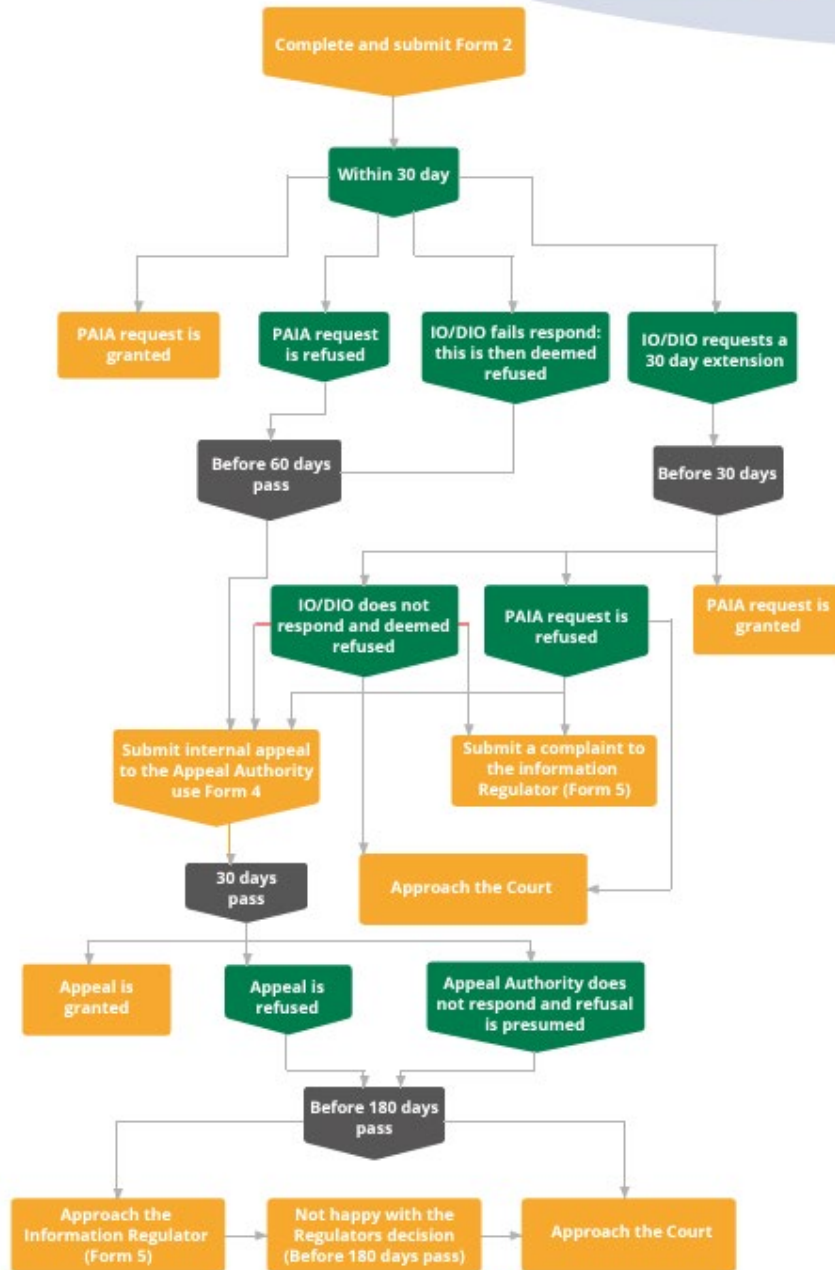 Complete and submit Form 2
Within 30 day
PAIA request is
granted
PAIA request
is refused
IO/DIO fails respond:
this is then deemed
refused
IO/DIO requests a
30 day extension
Before 60 days
pass
Before 30 days
IO/DIO does not
respond and deemed
refused
PAIA request is
refused
PAIA request is
granted
Submit internal appeal
to the Appeal Authority
use Form 4
Submit a complaint to
the information
Regulator (Form 5)
30 days
pass
Approach the Court
Appeal is
granted
Appeal is
refused
Appeal Authority does
not respond and refusal
is presumed
Before 180 days
pass
Approach the
Information Regulator
(Form 5)
Not happy with the
Regulators decision
(Before 180 days pass)
Approach the Court